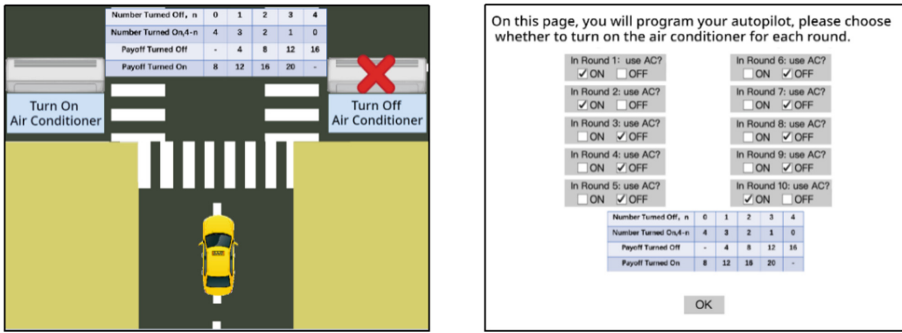 Number Turned Off, n 0 1 2 3 4
Number Turned On,4-n 4 3 2 1 0
Payoff Turned Off - 4 8 12 16
Payoff Turned On 8 12 16 20 -
Turn On
Air Conditioner
Turn Off
Air Conditioner
On this page, you will program your autopilot, please choose
whether to turn on the air conditioner for each round.
In Round 1: use AC?
ON OFF
In Round 2: use AC?
ON OFF
In Round 3: use AC?
ON OFF
In Round 4: use AC?
ON OFF
In Round 5: use AC?
ON OFF
In Round 6: use AC?
ON OFF
In Round 7: use AC?
ON OFF
In Round 8: use AC?
ON OFF
In Round 9: use AC?
ON OFF
In Round 10: use AC?
ON OFF
Number Turned Off, n 0 1 2 3 4
Number Turned On,4-n 4 3 2 1 0
Payoff Turned Off - 4 8 12 16
Payoff Turned On 8 12 16 20 -
OK